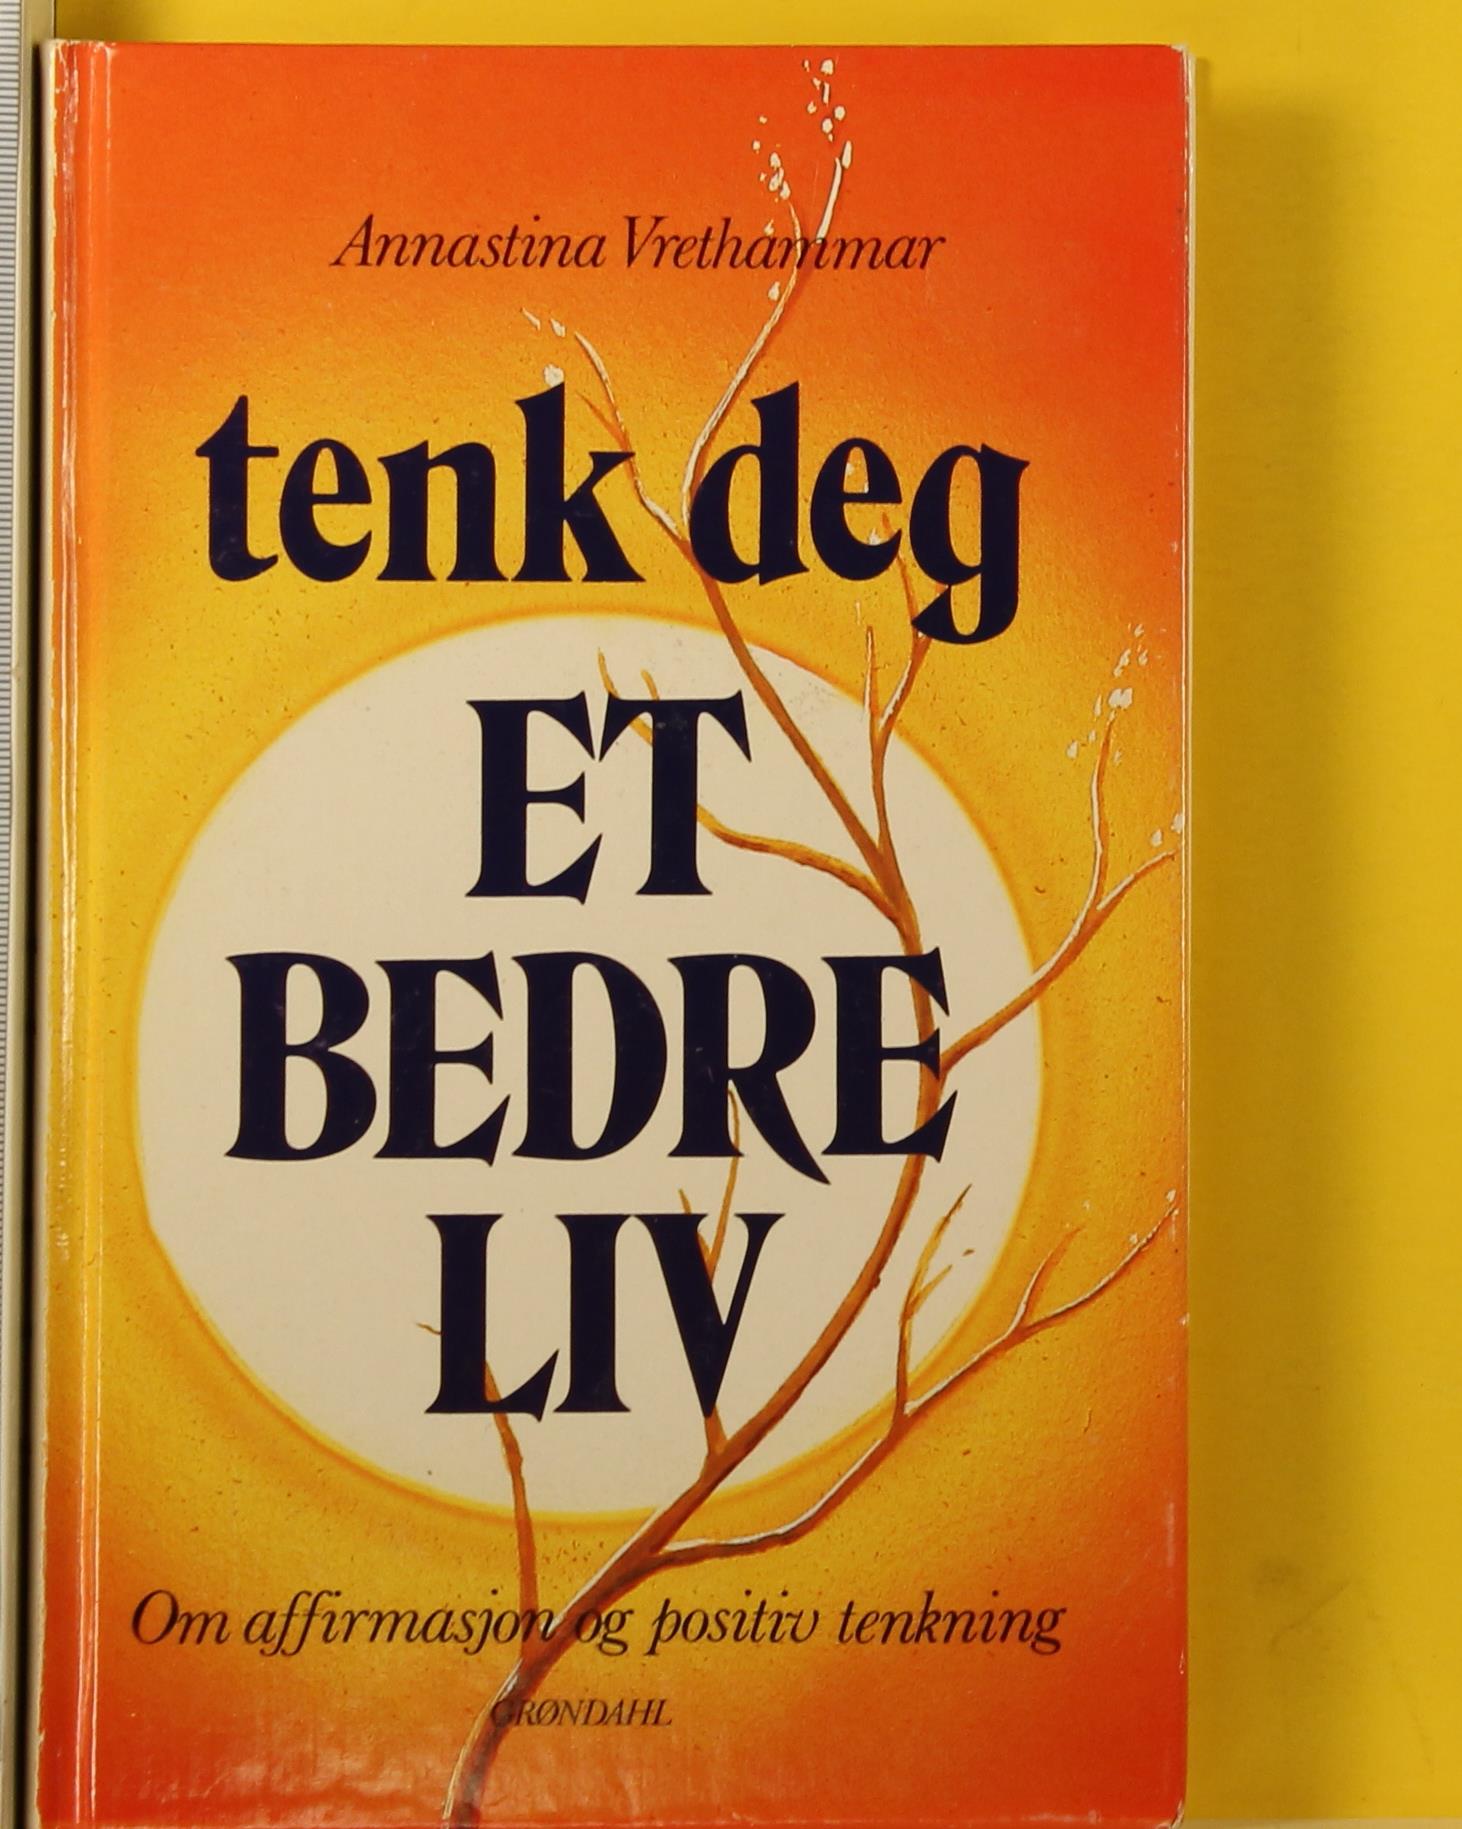 Annastina Vrethammar
tenk deg
ET
BEDRE
LIV
Om affirmasjon og positiv tenkning
GRØNDAHL